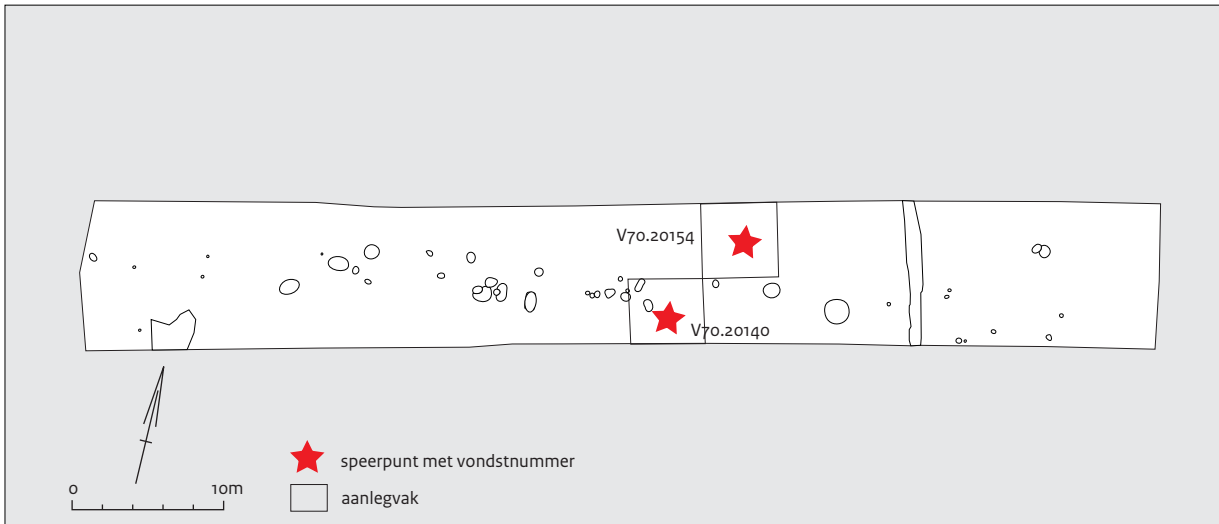 V70.20154
V70.20140
speerpunt met vondstnummer
aanlegvak
0 10m